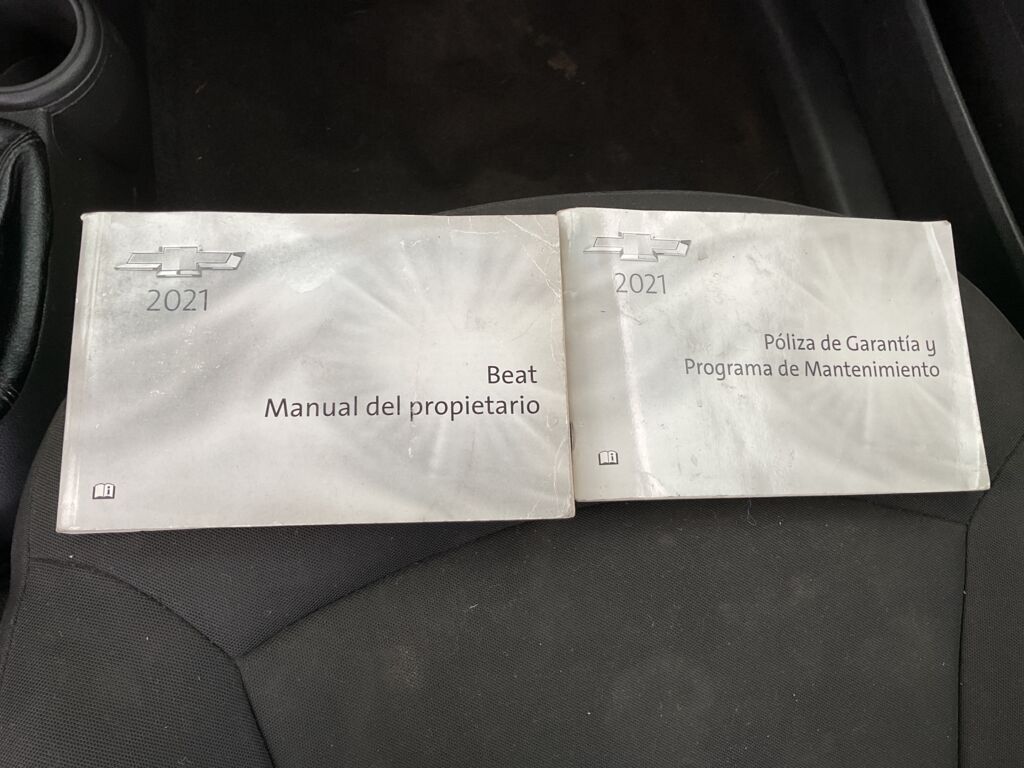 2021
Beat
Manual del propietario
2021
Póliza de Garantía y
Programa de Mantenimiento